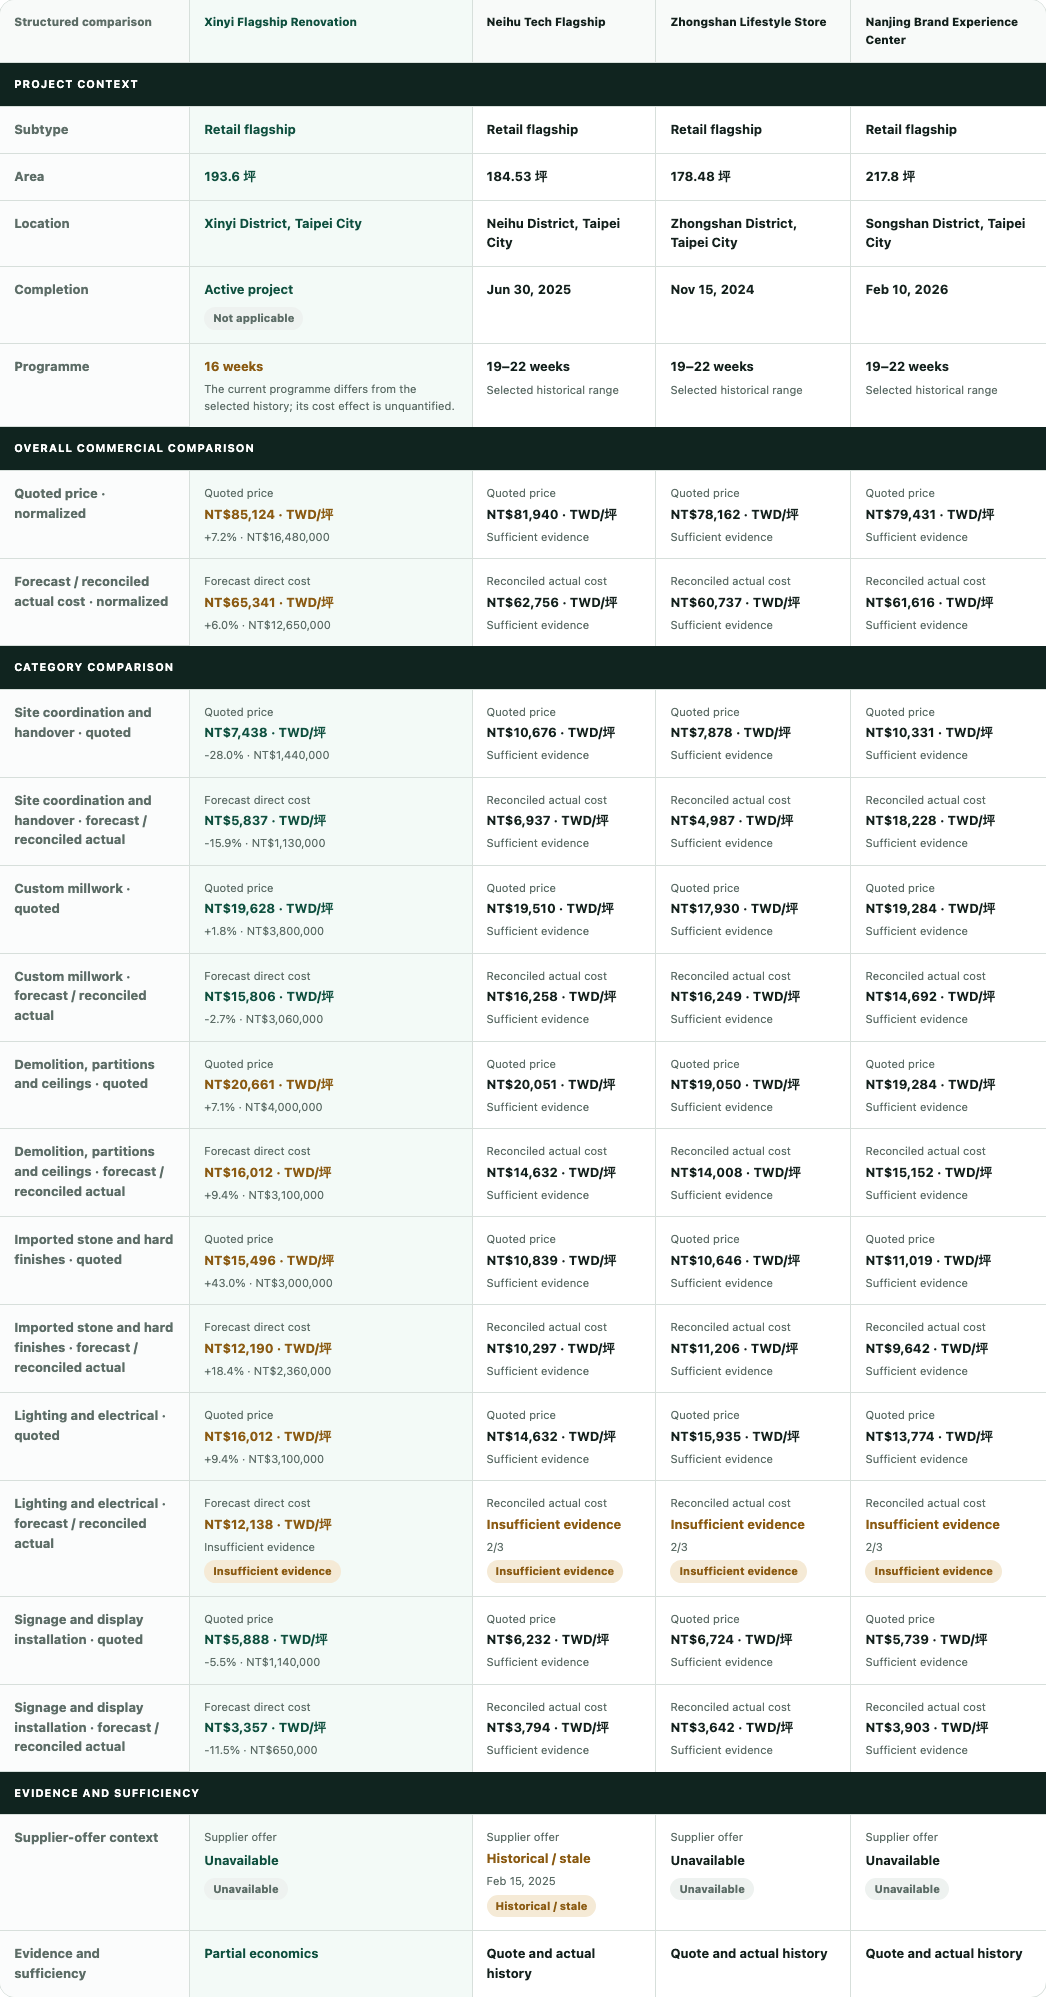 Structured comparison
Xinyi Flagship Renovation
Neihu Tech Flagship
Zhongshan Lifestyle Store
Nanjing Brand Experience
Center
PROJECT CONTEXT
Subtype
Retail flagship
Retail flagship
Retail flagship
Retail flagship
Area
193.6 坪
184.53 坪
178.48 坪
217.8 坪
Location
Xinyi District, Taipei City
Neihu District, Taipei
City
Zhongshan District,
Taipei City
Songshan District, Taipei
City
Completion
Active project
Not applicable
Jun 30, 2025
Nov 15, 2024
Feb 10, 2026
Programme
16 weeks
The current programme differs from the
selected history; its cost effect is unquantified.
19–22 weeks
Selected historical range
19–22 weeks
Selected historical range
19–22 weeks
Selected historical range
OVERALL COMMERCIAL COMPARISON
Quoted price ·
normalized
Quoted price
NT$85,124 · TWD/坪
+7.2% · NT$16,480,000
Quoted price
NT$81,940 · TWD/坪
Sufficient evidence
Quoted price
NT$78,162 · TWD/坪
Sufficient evidence
Quoted price
NT$79,431 · TWD/坪
Sufficient evidence
Forecast / reconciled
actual cost · normalized
Forecast direct cost
NT$65,341 · TWD/坪
+6.0% · NT$12,650,000
Reconciled actual cost
NT$62,756 · TWD/坪
Sufficient evidence
Reconciled actual cost
NT$60,737 · TWD/坪
Sufficient evidence
Reconciled actual cost
NT$61,616 · TWD/坪
Sufficient evidence
CATEGORY COMPARISON
Site coordination and
handover · quoted
Quoted price
NT$7,438 · TWD/坪
-28.0% · NT$1,440,000
Quoted price
NT$10,676 · TWD/坪
Sufficient evidence
Quoted price
NT$7,878 · TWD/坪
Sufficient evidence
Quoted price
NT$10,331 · TWD/坪
Sufficient evidence
Site coordination and
handover · forecast /
reconciled actual
Forecast direct cost
NT$5,837 · TWD/坪
-15.9% · NT$1,130,000
Reconciled actual cost
NT$6,937 · TWD/坪
Sufficient evidence
Reconciled actual cost
NT$4,987 · TWD/坪
Sufficient evidence
Reconciled actual cost
NT$18,228 · TWD/坪
Sufficient evidence
Custom millwork ·
quoted
Quoted price
NT$19,628 · TWD/坪
+1.8% · NT$3,800,000
Quoted price
NT$19,510 · TWD/坪
Sufficient evidence
Quoted price
NT$17,930 · TWD/坪
Sufficient evidence
Quoted price
NT$19,284 · TWD/坪
Sufficient evidence
Custom millwork ·
forecast / reconciled
actual
Forecast direct cost
NT$15,806 · TWD/坪
-2.7% · NT$3,060,000
Reconciled actual cost
NT$16,258 · TWD/坪
Sufficient evidence
Reconciled actual cost
NT$16,249 · TWD/坪
Sufficient evidence
Reconciled actual cost
NT$14,692 · TWD/坪
Sufficient evidence
Demolition, partitions
and ceilings · quoted
Quoted price
NT$20,661 · TWD/坪
+7.1% · NT$4,000,000
Quoted price
NT$20,051 · TWD/坪
Sufficient evidence
Quoted price
NT$19,050 · TWD/坪
Sufficient evidence
Quoted price
NT$19,284 · TWD/坪
Sufficient evidence
Demolition, partitions
and ceilings · forecast /
reconciled actual
Forecast direct cost
NT$16,012 · TWD/坪
+9.4% · NT$3,100,000
Reconciled actual cost
NT$14,632 · TWD/坪
Sufficient evidence
Reconciled actual cost
NT$14,008 · TWD/坪
Sufficient evidence
Reconciled actual cost
NT$15,152 · TWD/坪
Sufficient evidence
Imported stone and hard
finishes · quoted
Quoted price
NT$15,496 · TWD/坪
+43.0% · NT$3,000,000
Quoted price
NT$10,839 · TWD/坪
Sufficient evidence
Quoted price
NT$10,646 · TWD/坪
Sufficient evidence
Quoted price
NT$11,019 · TWD/坪
Sufficient evidence
Imported stone and hard
finishes · forecast /
reconciled actual
Forecast direct cost
NT$12,190 · TWD/坪
+18.4% · NT$2,360,000
Reconciled actual cost
NT$10,297 · TWD/坪
Sufficient evidence
Reconciled actual cost
NT$11,206 · TWD/坪
Sufficient evidence
Reconciled actual cost
NT$9,642 · TWD/坪
Sufficient evidence
Lighting and electrical ·
quoted
Quoted price
NT$16,012 · TWD/坪
+9.4% · NT$3,100,000
Quoted price
NT$14,632 · TWD/坪
Sufficient evidence
Quoted price
NT$15,935 · TWD/坪
Sufficient evidence
Quoted price
NT$13,774 · TWD/坪
Sufficient evidence
Lighting and electrical ·
forecast / reconciled
actual
Forecast direct cost
NT$12,138 · TWD/坪
Insufficient evidence
Insufficient evidence
Reconciled actual cost
Insufficient evidence
2/3
Insufficient evidence
Reconciled actual cost
Insufficient evidence
2/3
Insufficient evidence
Reconciled actual cost
Insufficient evidence
2/3
Insufficient evidence
Signage and display
installation · quoted
Quoted price
NT$5,888 · TWD/坪
-5.5% · NT$1,140,000
Quoted price
NT$6,232 · TWD/坪
Sufficient evidence
Quoted price
NT$6,724 · TWD/坪
Sufficient evidence
Quoted price
NT$5,739 · TWD/坪
Sufficient evidence
Signage and display
installation · forecast /
reconciled actual
Forecast direct cost
NT$3,357 · TWD/坪
-11.5% · NT$650,000
Reconciled actual cost
NT$3,794 · TWD/坪
Sufficient evidence
Reconciled actual cost
NT$3,642 · TWD/坪
Sufficient evidence
Reconciled actual cost
NT$3,903 · TWD/坪
Sufficient evidence
EVIDENCE AND SUFFICIENCY
Supplier-offer context
Supplier offer
Unavailable
Unavailable
Supplier offer
Historical / stale
Feb 15, 2025
Historical / stale
Supplier offer
Unavailable
Unavailable
Supplier offer
Unavailable
Unavailable
Evidence and
sufficiency
Partial economics
Quote and actual
history
Quote and actual history
Quote and actual history